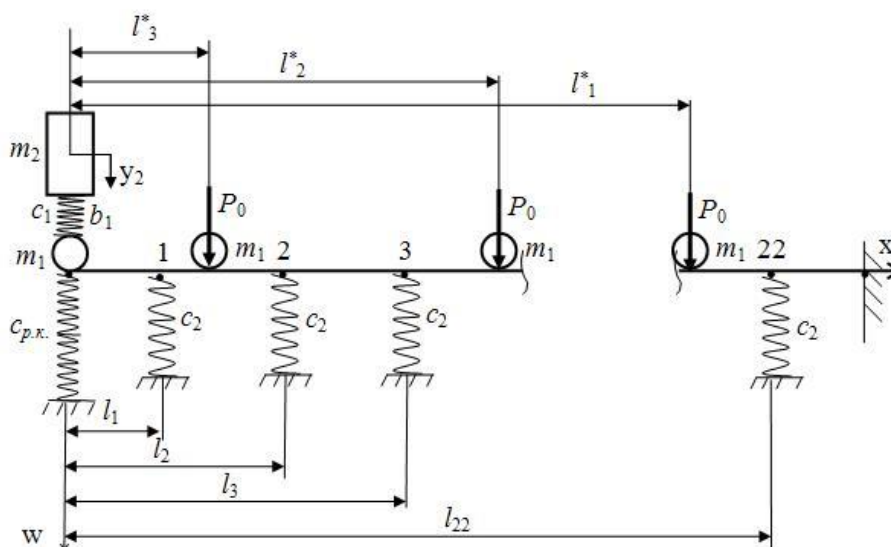 l*3
l*2
l*1
m2
y2
c1 b1
P0 P0 P0
m1 1 m1 2 3 m1 m1 22 x
cр.к. c2 c2 c2 c2
l1
l2
l3
l22
w